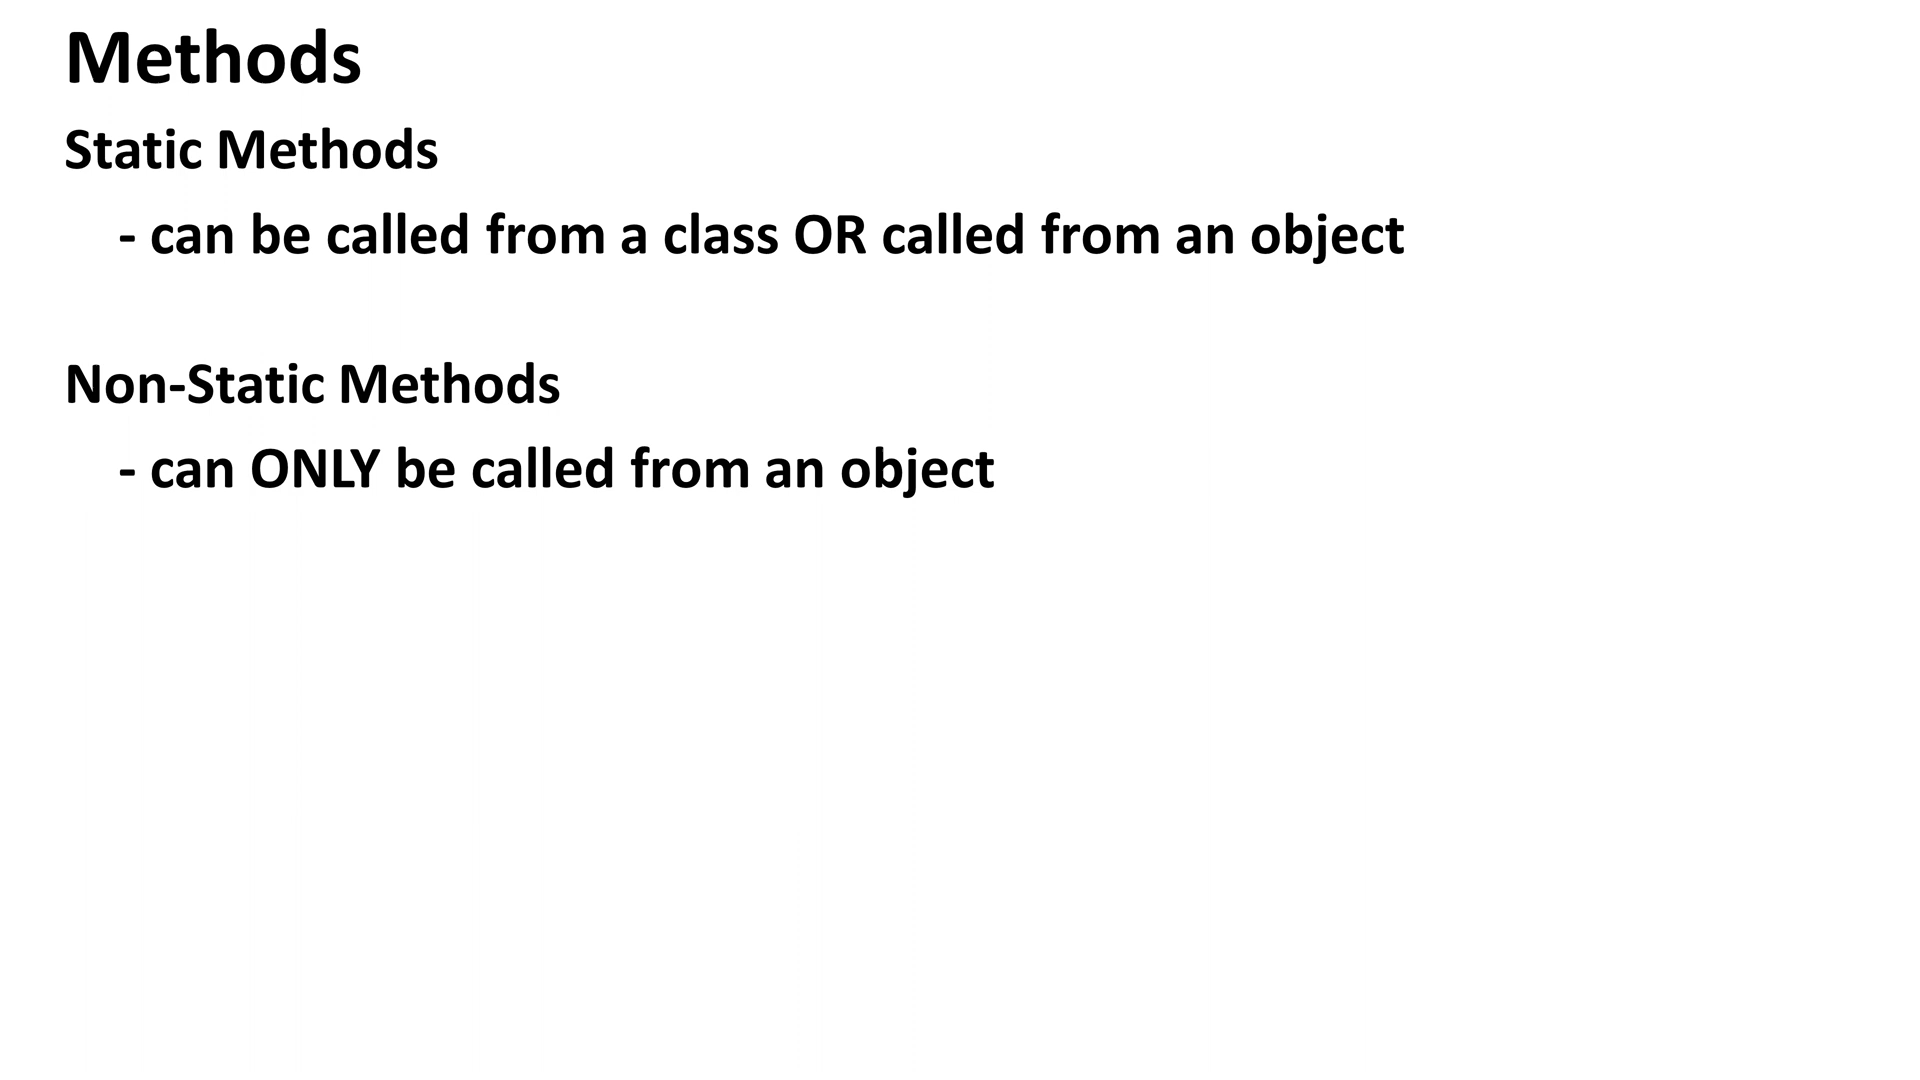 Methods
Static Methods
- can be called from a class OR called from an object
Non-Static Methods
- can ONLY be called from an object